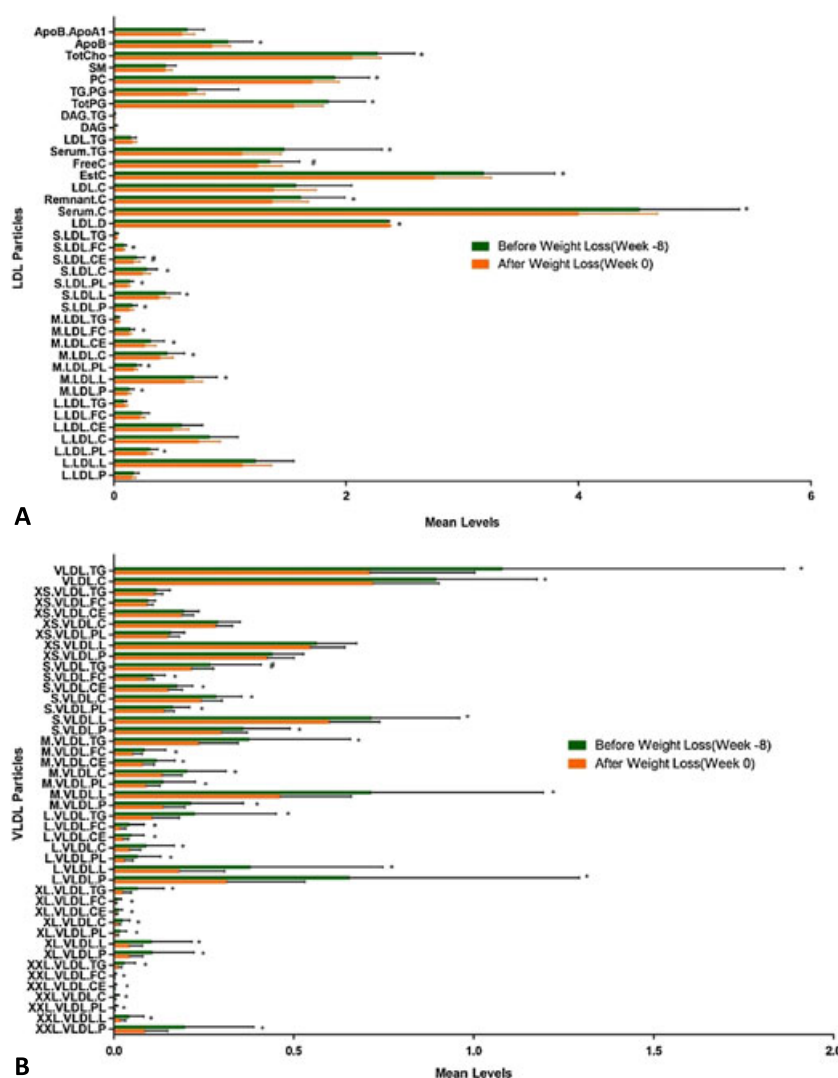 ApoB.ApoA1
ApoB *
TotCho *
SM
PC *
TG.PG
TotPG *
DAG.TG
DAG
LDL.TG
Serum.TG *
FreeC #
EstC *
LDL.C
Remnant.C *
Serum.C *
LDL.D *
S.LDL.TG
S.LDL.FC *
S.LDL.CE #
S.LDL.C *
S.LDL.PL *
S.LDL.L *
S.LDL.P *
M.LDL.TG
M.LDL.FC *
M.LDL.CE *
M.LDL.C *
M.LDL.PL *
M.LDL.L *
M.LDL.P *
L.LDL.TG
L.LDL.FC
L.LDL.CE
L.LDL.C
L.LDL.PL *
L.LDL.L
L.LDL.P
LDL Particles
Before Weight Loss(Week -8)
After Weight Loss(Week 0)
0 2 4 6
Mean Levels
A
VLDL.TG *
VLDL.C *
XS.VLDL.TG
XS.VLDL.FC
XS.VLDL.CE
XS.VLDL.C
XS.VLDL.PL
XS.VLDL.L
XS.VLDL.P
S.VLDL.TG #
S.VLDL.FC *
S.VLDL.CE *
S.VLDL.C *
S.VLDL.PL *
S.VLDL.L *
S.VLDL.P *
M.VLDL.TG *
M.VLDL.FC *
M.VLDL.CE *
M.VLDL.C *
M.VLDL.PL *
M.VLDL.L *
M.VLDL.P *
L.VLDL.TG *
L.VLDL.FC *
L.VLDL.CE *
L.VLDL.C *
L.VLDL.PL *
L.VLDL.L *
L.VLDL.P *
XL.VLDL.TG *
XL.VLDL.FC *
XL.VLDL.CE *
XL.VLDL.C *
XL.VLDL.PL *
XL.VLDL.L *
XL.VLDL.P *
XXL.VLDL.TG *
XXL.VLDL.FC *
XXL.VLDL.CE *
XXL.VLDL.C *
XXL.VLDL.PL *
XXL.VLDL.L *
XXL.VLDL.P *
VLDL Particles
Before Weight Loss(Week -8)
After Weight Loss(Week 0)
0.0 0.5 1.0 1.5 2.0
Mean Levels
B